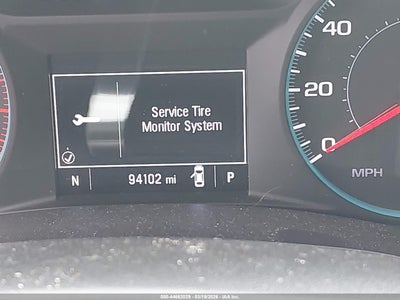 40
20
0
MPH
Service Tire
Monitor System
N 94102 mi P